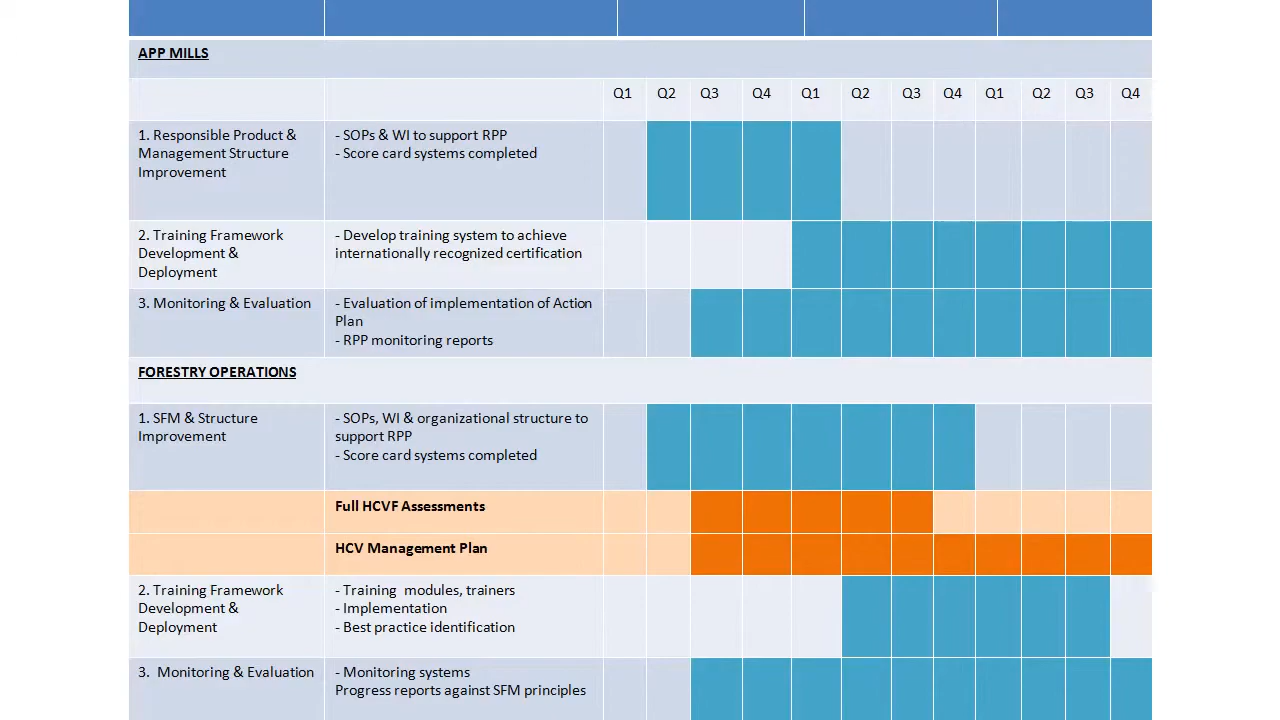 APP MILLS
Q1 Q2 Q3 Q4 Q1 Q2 Q3 Q4 Q1 Q2 Q3 Q4
1. Responsible Product &
Management Structure
Improvement
- SOPs & WI to support RPP
- Score card systems completed
2. Training Framework
Development &
Deployment
- Develop training system to achieve
internationally recognized certification
3. Monitoring & Evaluation
- Evaluation of implementation of Action
Plan
- RPP monitoring reports
FORESTRY OPERATIONS
1. SFM & Structure
Improvement
- SOPs, WI & organizational structure to
support RPP
- Score card systems completed
Full HCVF Assessments
HCV Management Plan
2. Training Framework
Development &
Deployment
- Training  modules, trainers
- Implementation
- Best practice identification
3.  Monitoring & Evaluation
- Monitoring systems
Progress reports against SFM principles